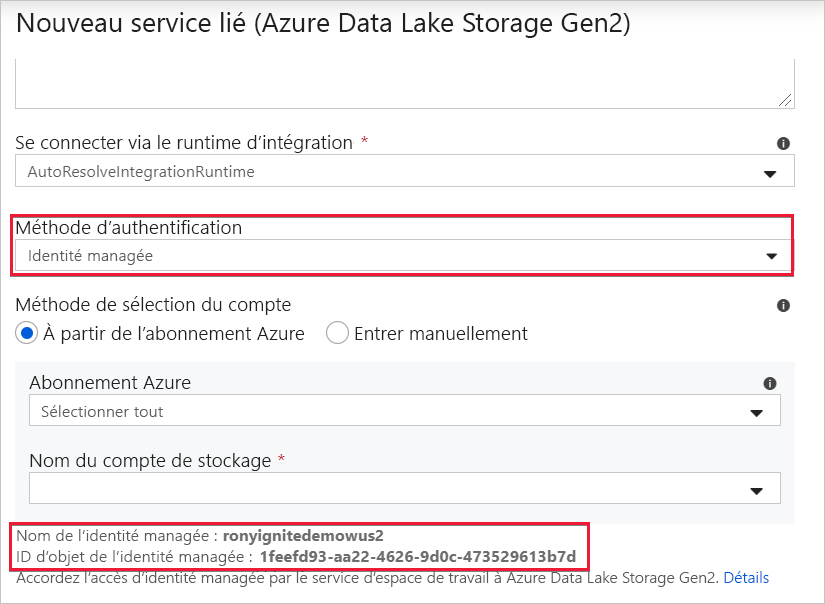 Nouveau service lié (Azure Data Lake Storage Gen2)
Se connecter via le runtime d’intégration *
AutoResolveIntegrationRuntime
Méthode d’authentification
Identité managée
Méthode de sélection du compte
À partir de l’abonnement Azure Entrer manuellement
Abonnement Azure
Sélectionner tout
Nom du compte de stockage *
Nom de l’identité managée : ronyignitedemowus2
ID d’objet de l’identité managée : 1feefd93-aa22-4626-9d0c-473529613b7d
Accordez l’accès d’identité managée par le service d’espace de travail à Azure Data Lake Storage Gen2. Détails